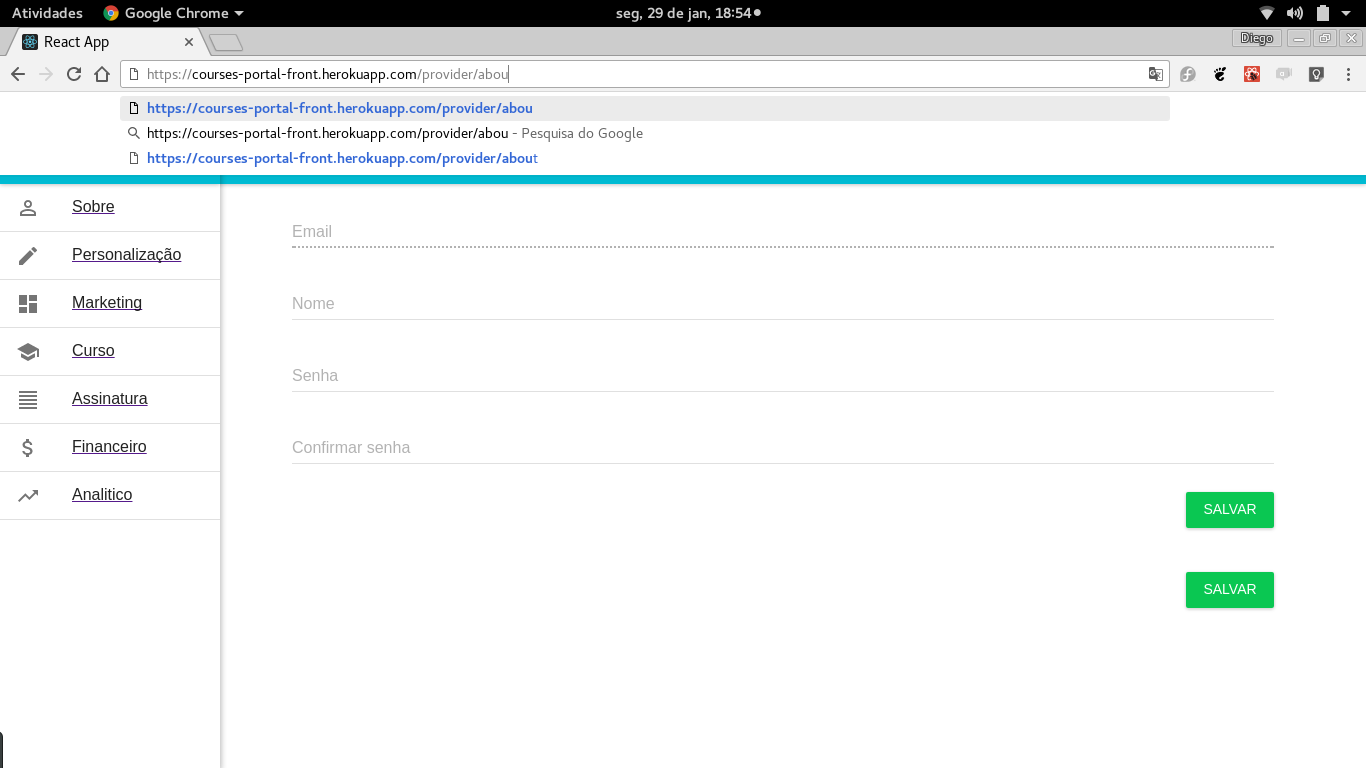 Atividades Google Chrome seg, 29 de jan, 18:54
React App Diego
https://courses-portal-front.herokuapp.com/provider/abou
https://courses-portal-front.herokuapp.com/provider/abou
https://courses-portal-front.herokuapp.com/provider/abou - Pesquisa do Google
https://courses-portal-front.herokuapp.com/provider/about
Sobre
Personalização
Marketing
Curso
Assinatura
Financeiro
Analitico
Email
Nome
Senha
Confirmar senha
SALVAR
SALVAR